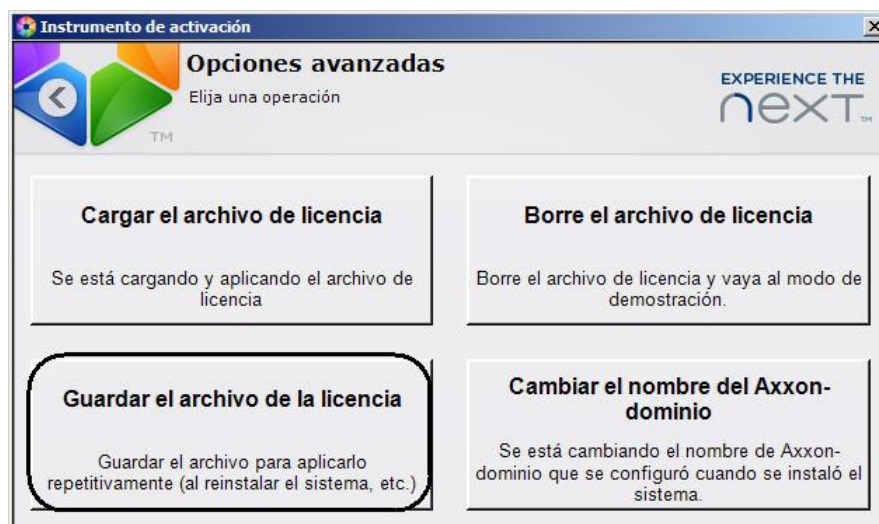 Instrumento de activación
Opciones avanzadas
Elija una operación
TM
EXPERIENCE THE
next
TM
Cargar el archivo de licencia
Se está cargando y aplicando el archivo de
licencia
Borre el archivo de licencia
Borre el archivo de licencia y vaya al modo de
demostración.
Guardar el archivo de la licencia
Guardar el archivo para aplicarlo
repetitivamente (al reinstalar el sistema, etc.)
Cambiar el nombre del Axxon-
dominio
Se está cambiando el nombre de Axxon-
dominio que se configuró cuando se instaló el
sistema.